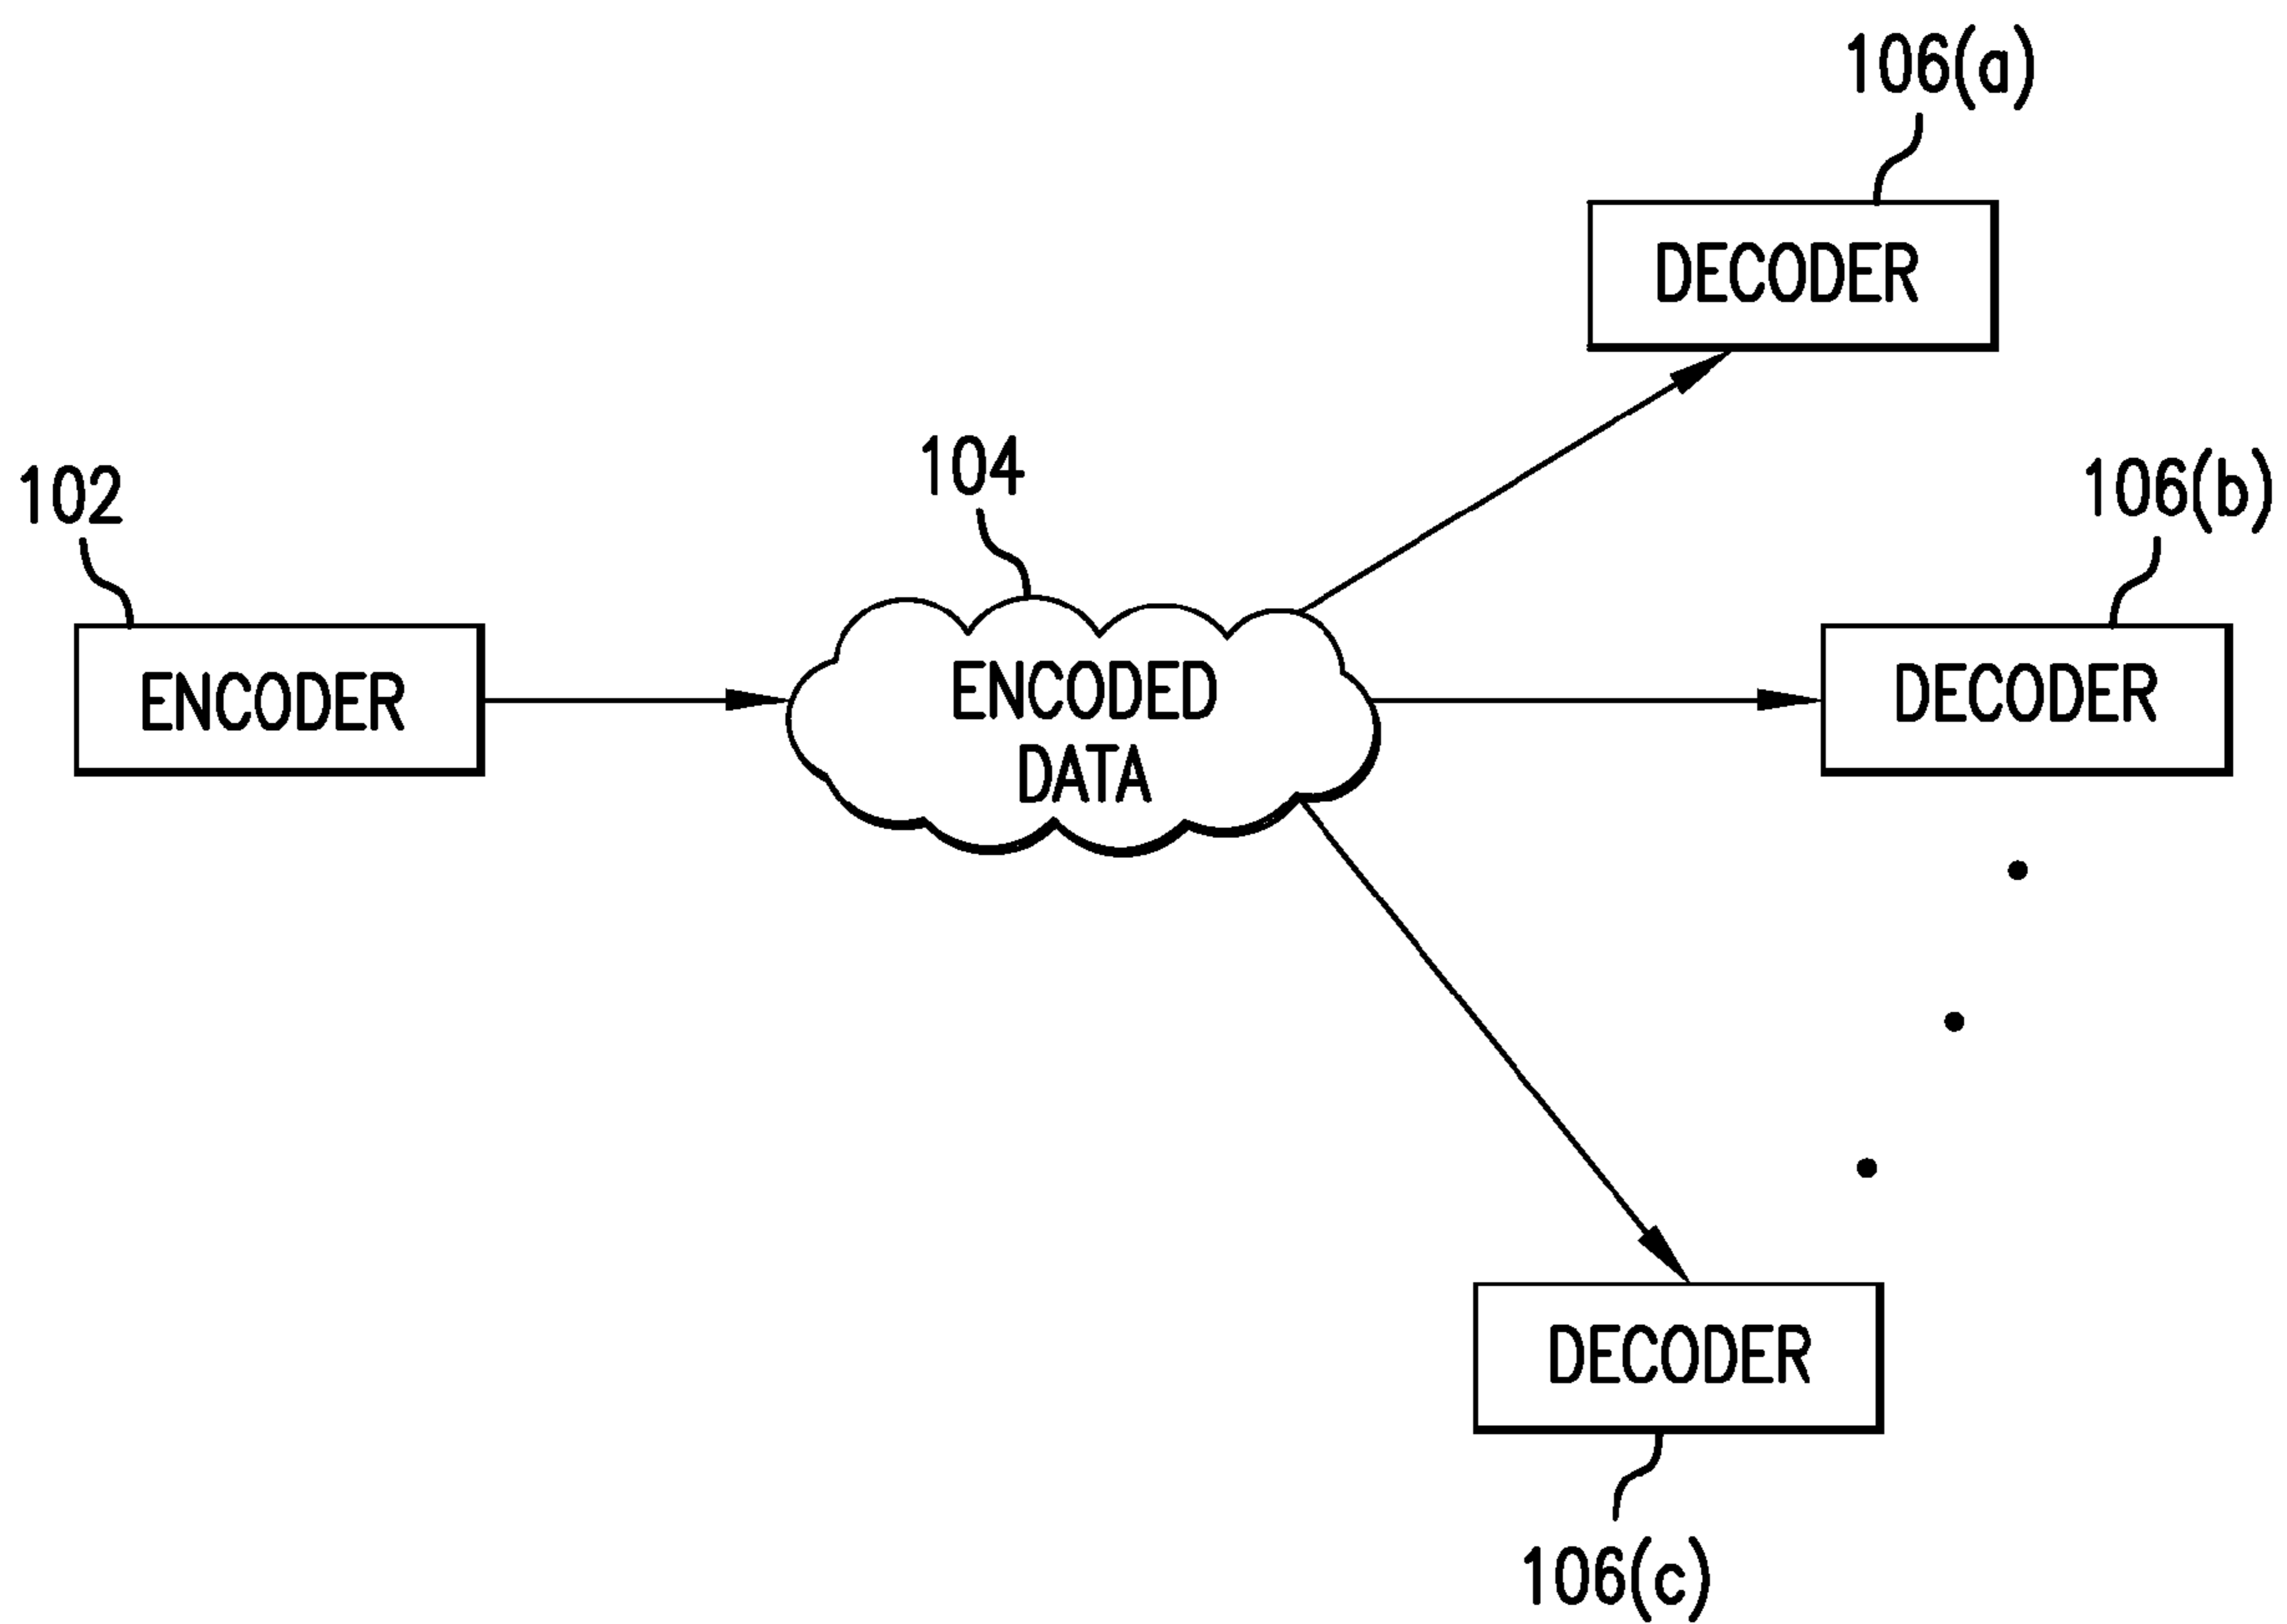 106(a)
DECODER
104
102
106(b)
ENCODER
ENCODED
DATA
DECODER
DECODER
106(c)